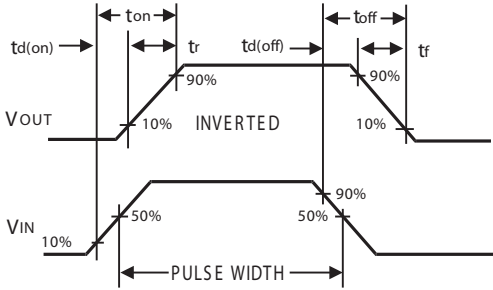 ton toff
td(on) tr td(off) tf
90% 90%
VOUT 10% INVERTED 10%
90%
50% 50%
VIN
10%
PULSE WIDTH